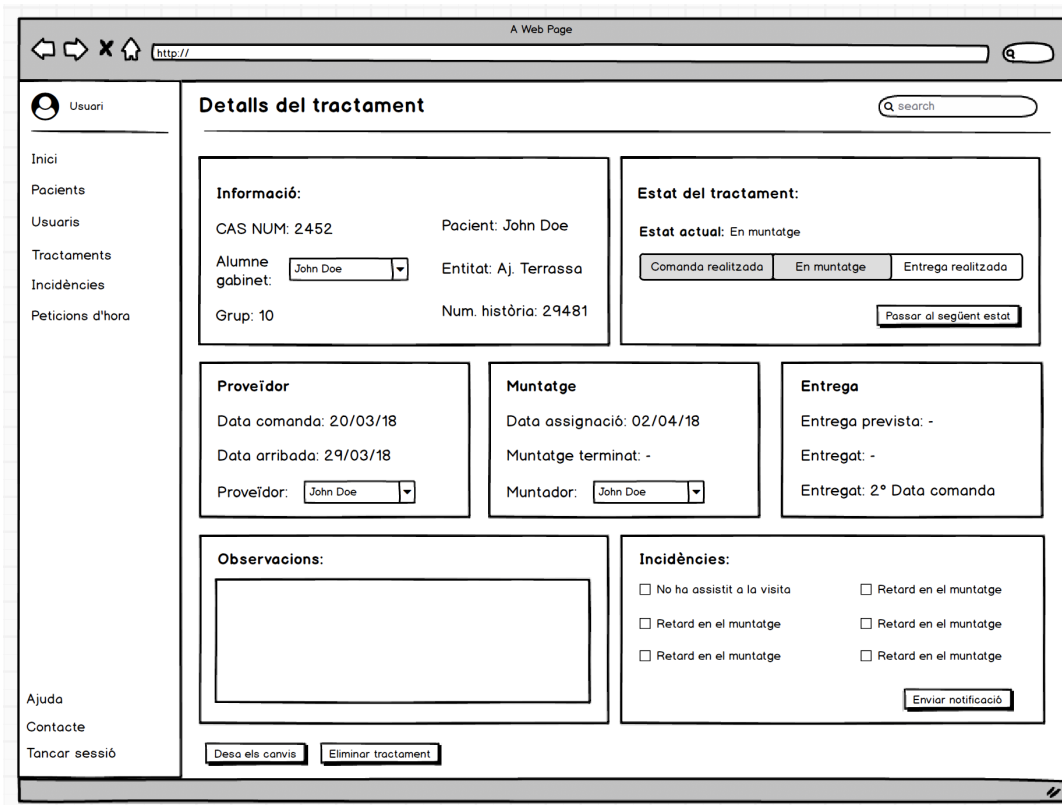 A Web Page
http://
Usuari
Inici
Pacients
Usuaris
Tractaments
Incidències
Peticions d'hora
Ajuda
Contacte
Tancar sessió
Detalls del tractament
search
Informació:
CAS NUM: 2452
Alumne
gabinet:
John Doe
Grup: 10
Pacient: John Doe
Entitat: Aj. Terrassa
Num. història: 29481
Estat del tractament:
Estat actual: En muntatge
Comanda realitzada
En muntatge
Entrega realitzada
Passar al següent estat
Proveïdor
Data comanda: 20/03/18
Data arribada: 29/03/18
Proveïdor: John Doe
Muntatge
Data assignació: 02/04/18
Muntatge terminat: -
Muntador: John Doe
Entrega
Entrega prevista: -
Entregat: -
Entregat: 2º Data comanda
Observacions:
Incidències:
No ha assistit a la visita
Retard en el muntatge
Retard en el muntatge
Retard en el muntatge
Retard en el muntatge
Retard en el muntatge
Enviar notificació
Desa els canvis
Eliminar tractament